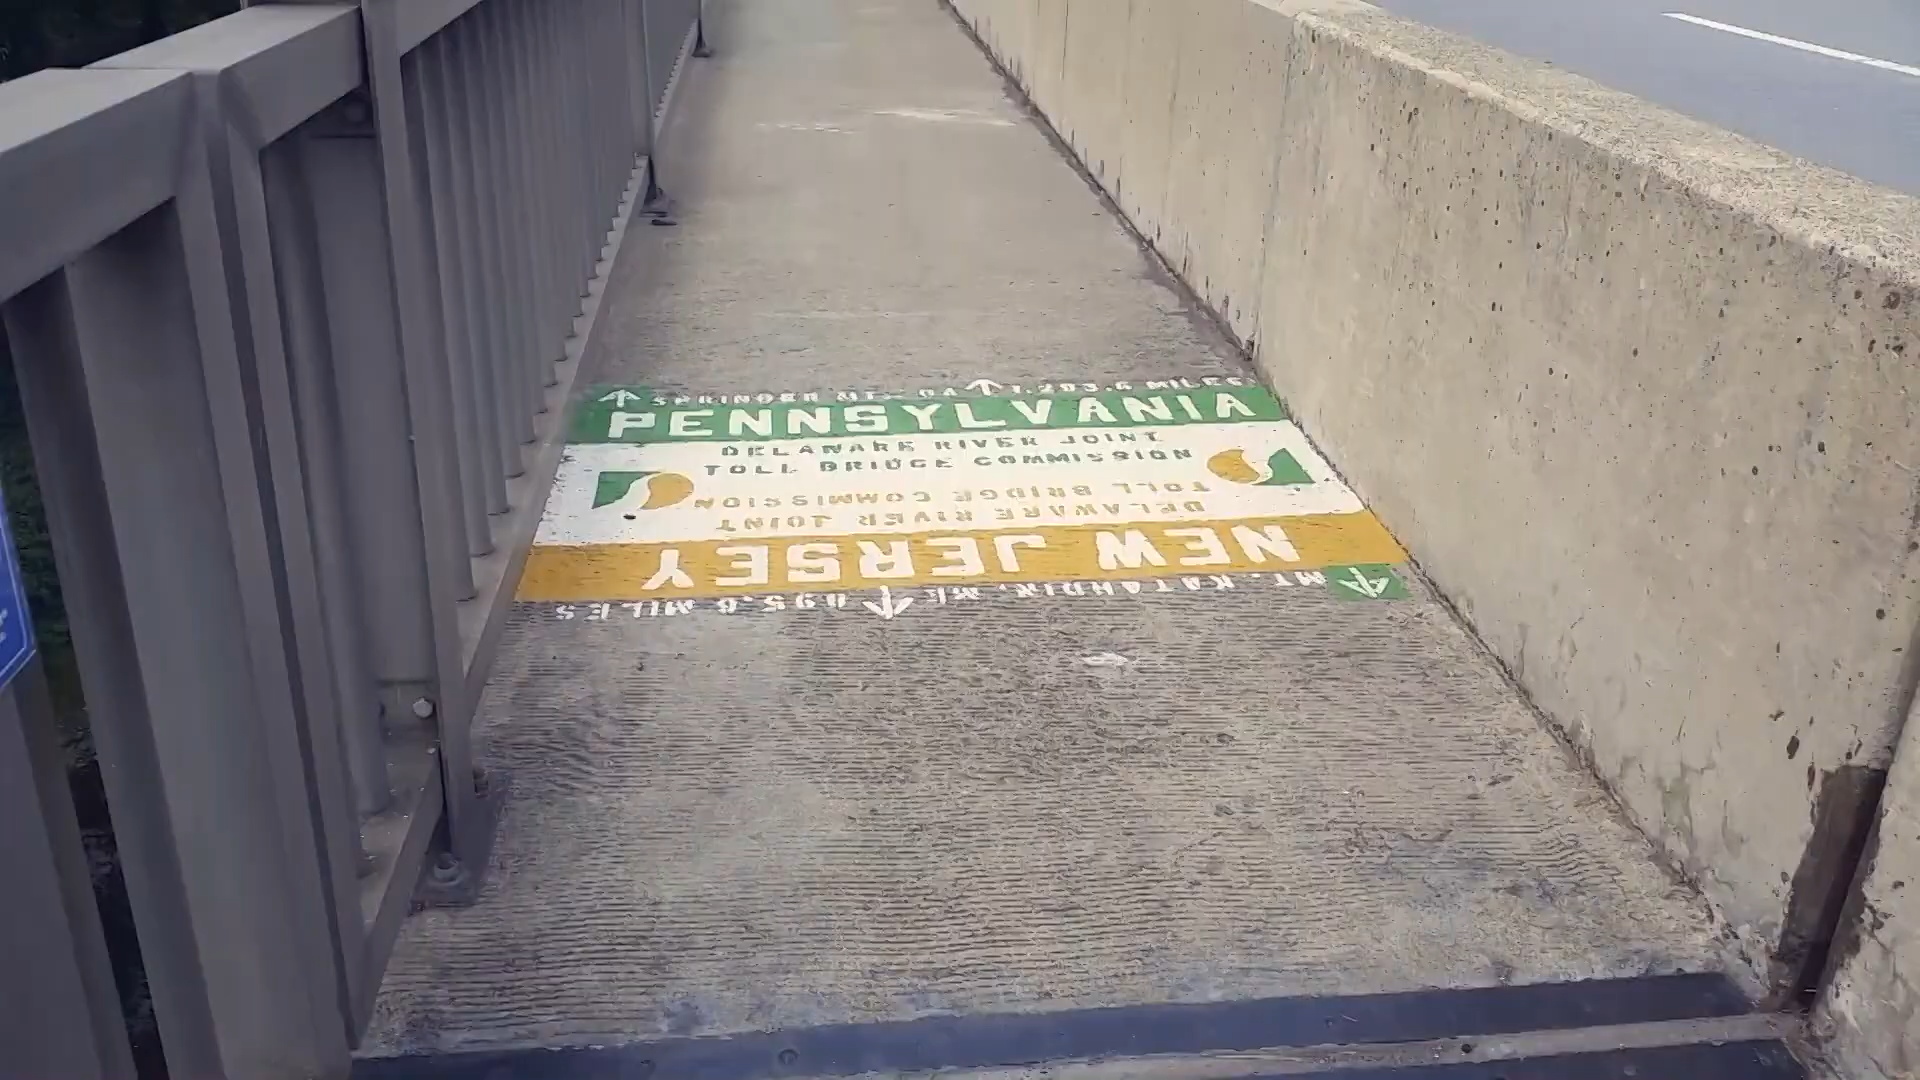 SPRINGER MT. GA 1,293.6 MILES
PENNSYLVANIA
DELAWARE RIVER JOINT
TOLL BRIDGE COMMISSION
TOLL BRIDGE COMMISSION
DELAWARE RIVER JOINT
NEW JERSEY
MT. KATAHDIN, ME 895.6 MILES